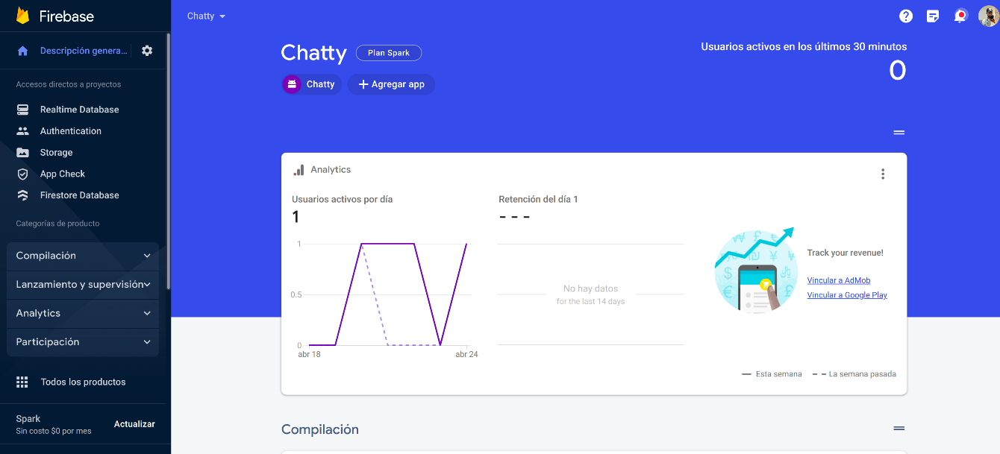 Firebase
Descripción genera...
Accesos directos a proyectos
Realtime Database
Authentication
Storage
App Check
Firestore Database
Categorías de producto
Compilación
Lanzamiento y supervisión
Analytics
Participación
Todos los productos
Spark
Sin costo $0 por mes
Actualizar
Chatty
Chatty
Plan Spark
Chatty
Agregar app
Usuarios activos en los últimos 30 minutos
0
Analytics
Usuarios activos por día
1
1
0.5
0
abr 18
abr 24
Retención del día 1
- - -
No hay datos
for the last 14 days
Track your revenue!
Vincular a AdMob
Vincular a Google Play
Esta semana
La semana pasada
Compilación